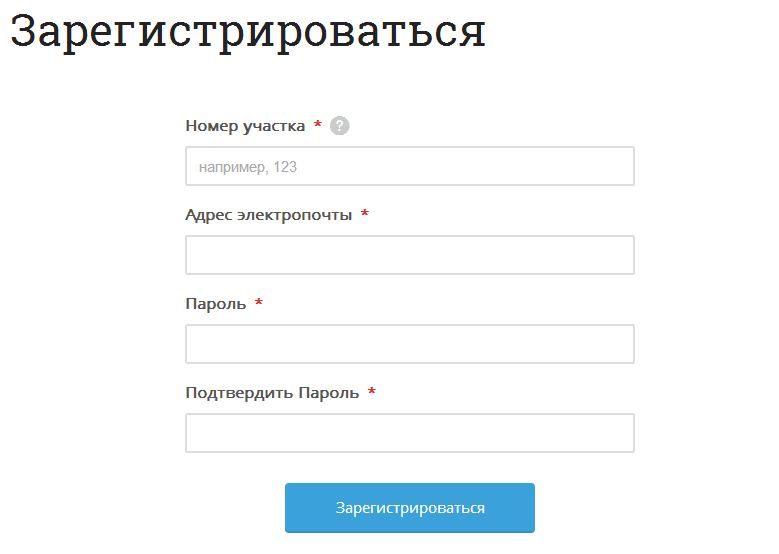 Зарегистрироваться
Номер участка * ?
например, 123
Адрес электропочты *
Пароль *
Подтвердить Пароль *
Зарегистрироваться